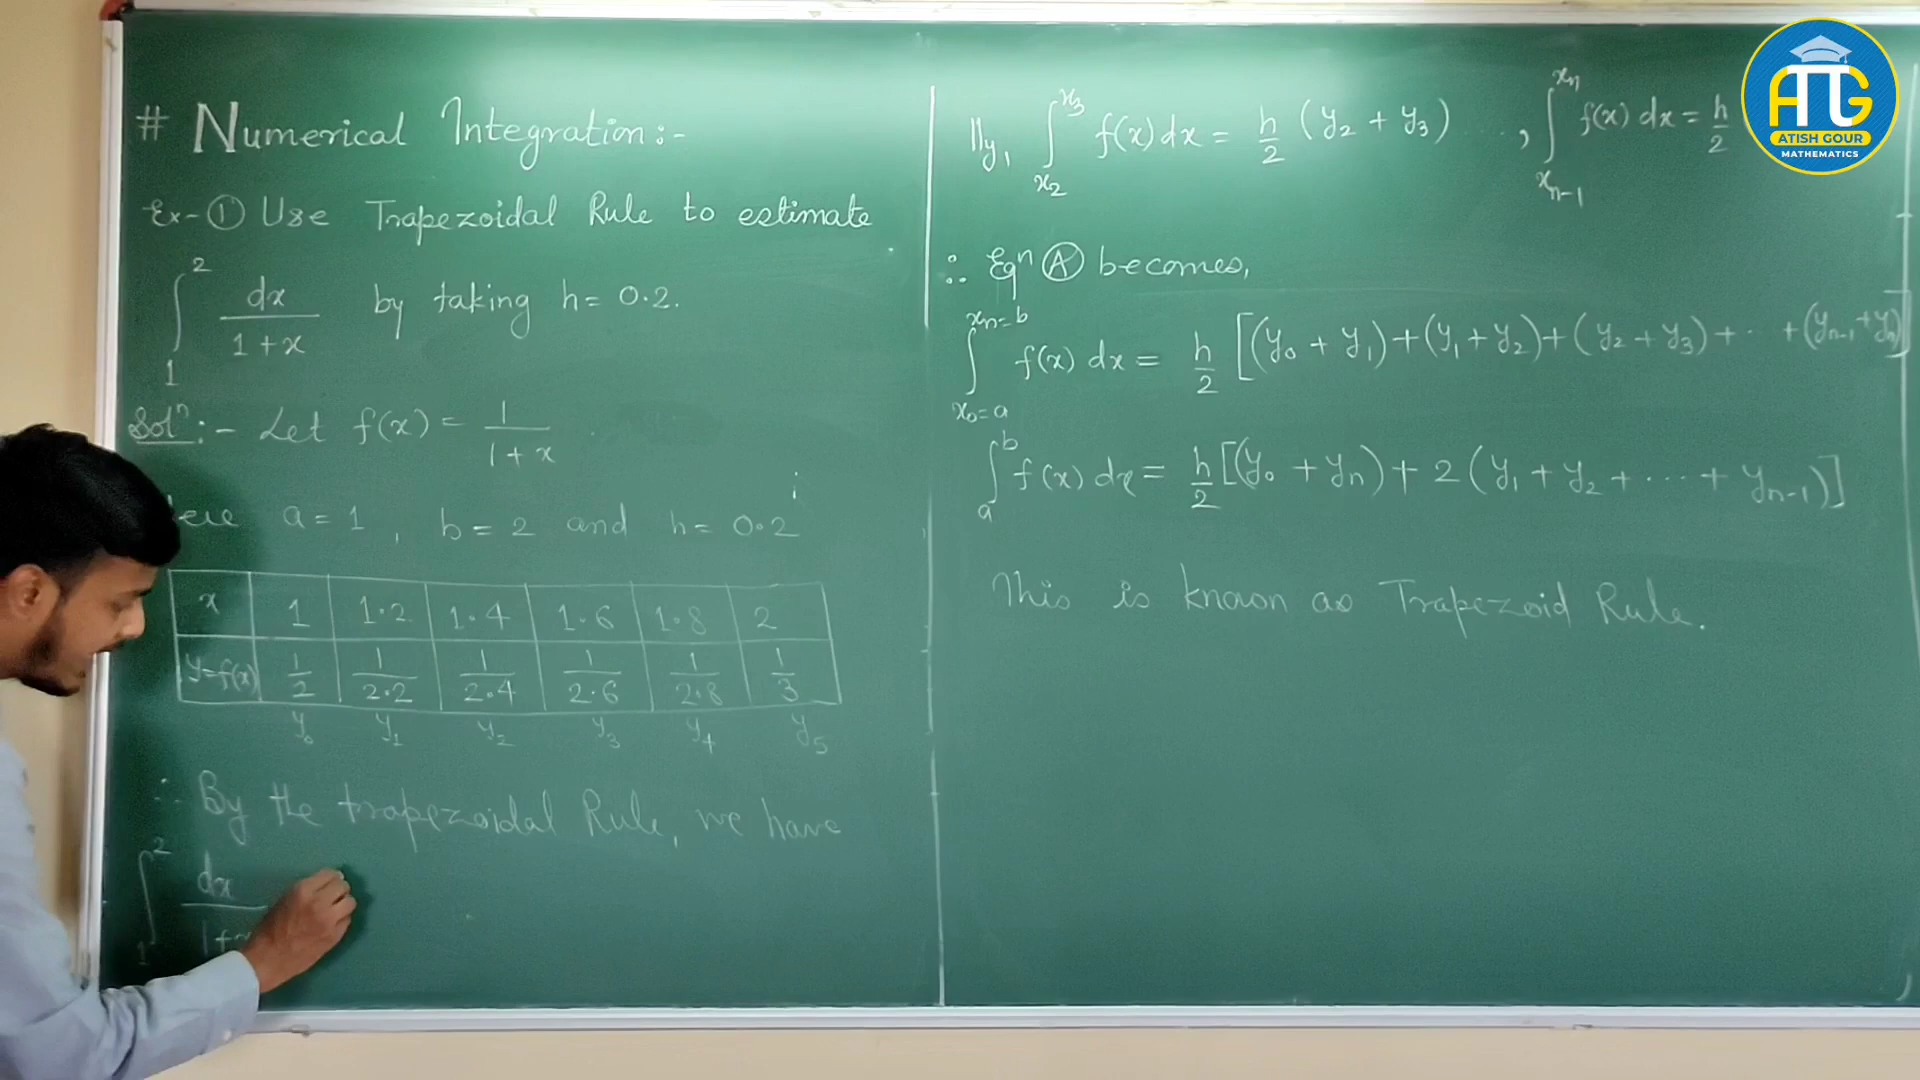 # Numerical Integration :-
Ex-① Use Trapezoidal Rule to estimate
∫₁² dx/(1+x) by taking h = 0.2.
Solⁿ :- Let f(x) = 1/(1+x)
a = 1 , b = 2 and h = 0.2
x | 1 | 1.2 | 1.4 | 1.6 | 1.8 | 2
y=f(x) | 1/2 | 1/2.2 | 1/2.4 | 1/2.6 | 1/2.8 | 1/3
y₀ y₁ y₂ y₃ y₄ y₅
∴ By the trapezoidal Rule, we have
∫₁² dx/(1+x
||ly, ∫_{x₂}^{x₃} f(x) dx = h/2 (y₂ + y₃) ... , ∫_{xₙ₋₁}^{xₙ} f(x) dx = h/2
∴ Eqⁿ Ⓐ becomes,
∫_{x₀=a}^{xₙ=b} f(x) dx = h/2 [(y₀ + y₁)+(y₁+y₂)+(y₂+y₃)+ ·· +(yₙ₋₁+yₙ)]
∫ₐᵇ f(x) dx = h/2 [(y₀ + yₙ)+ 2(y₁ + y₂ + ··· + yₙ₋₁)]
This is known as Trapezoid Rule.
ATG
ATISH GOUR
MATHEMATICS